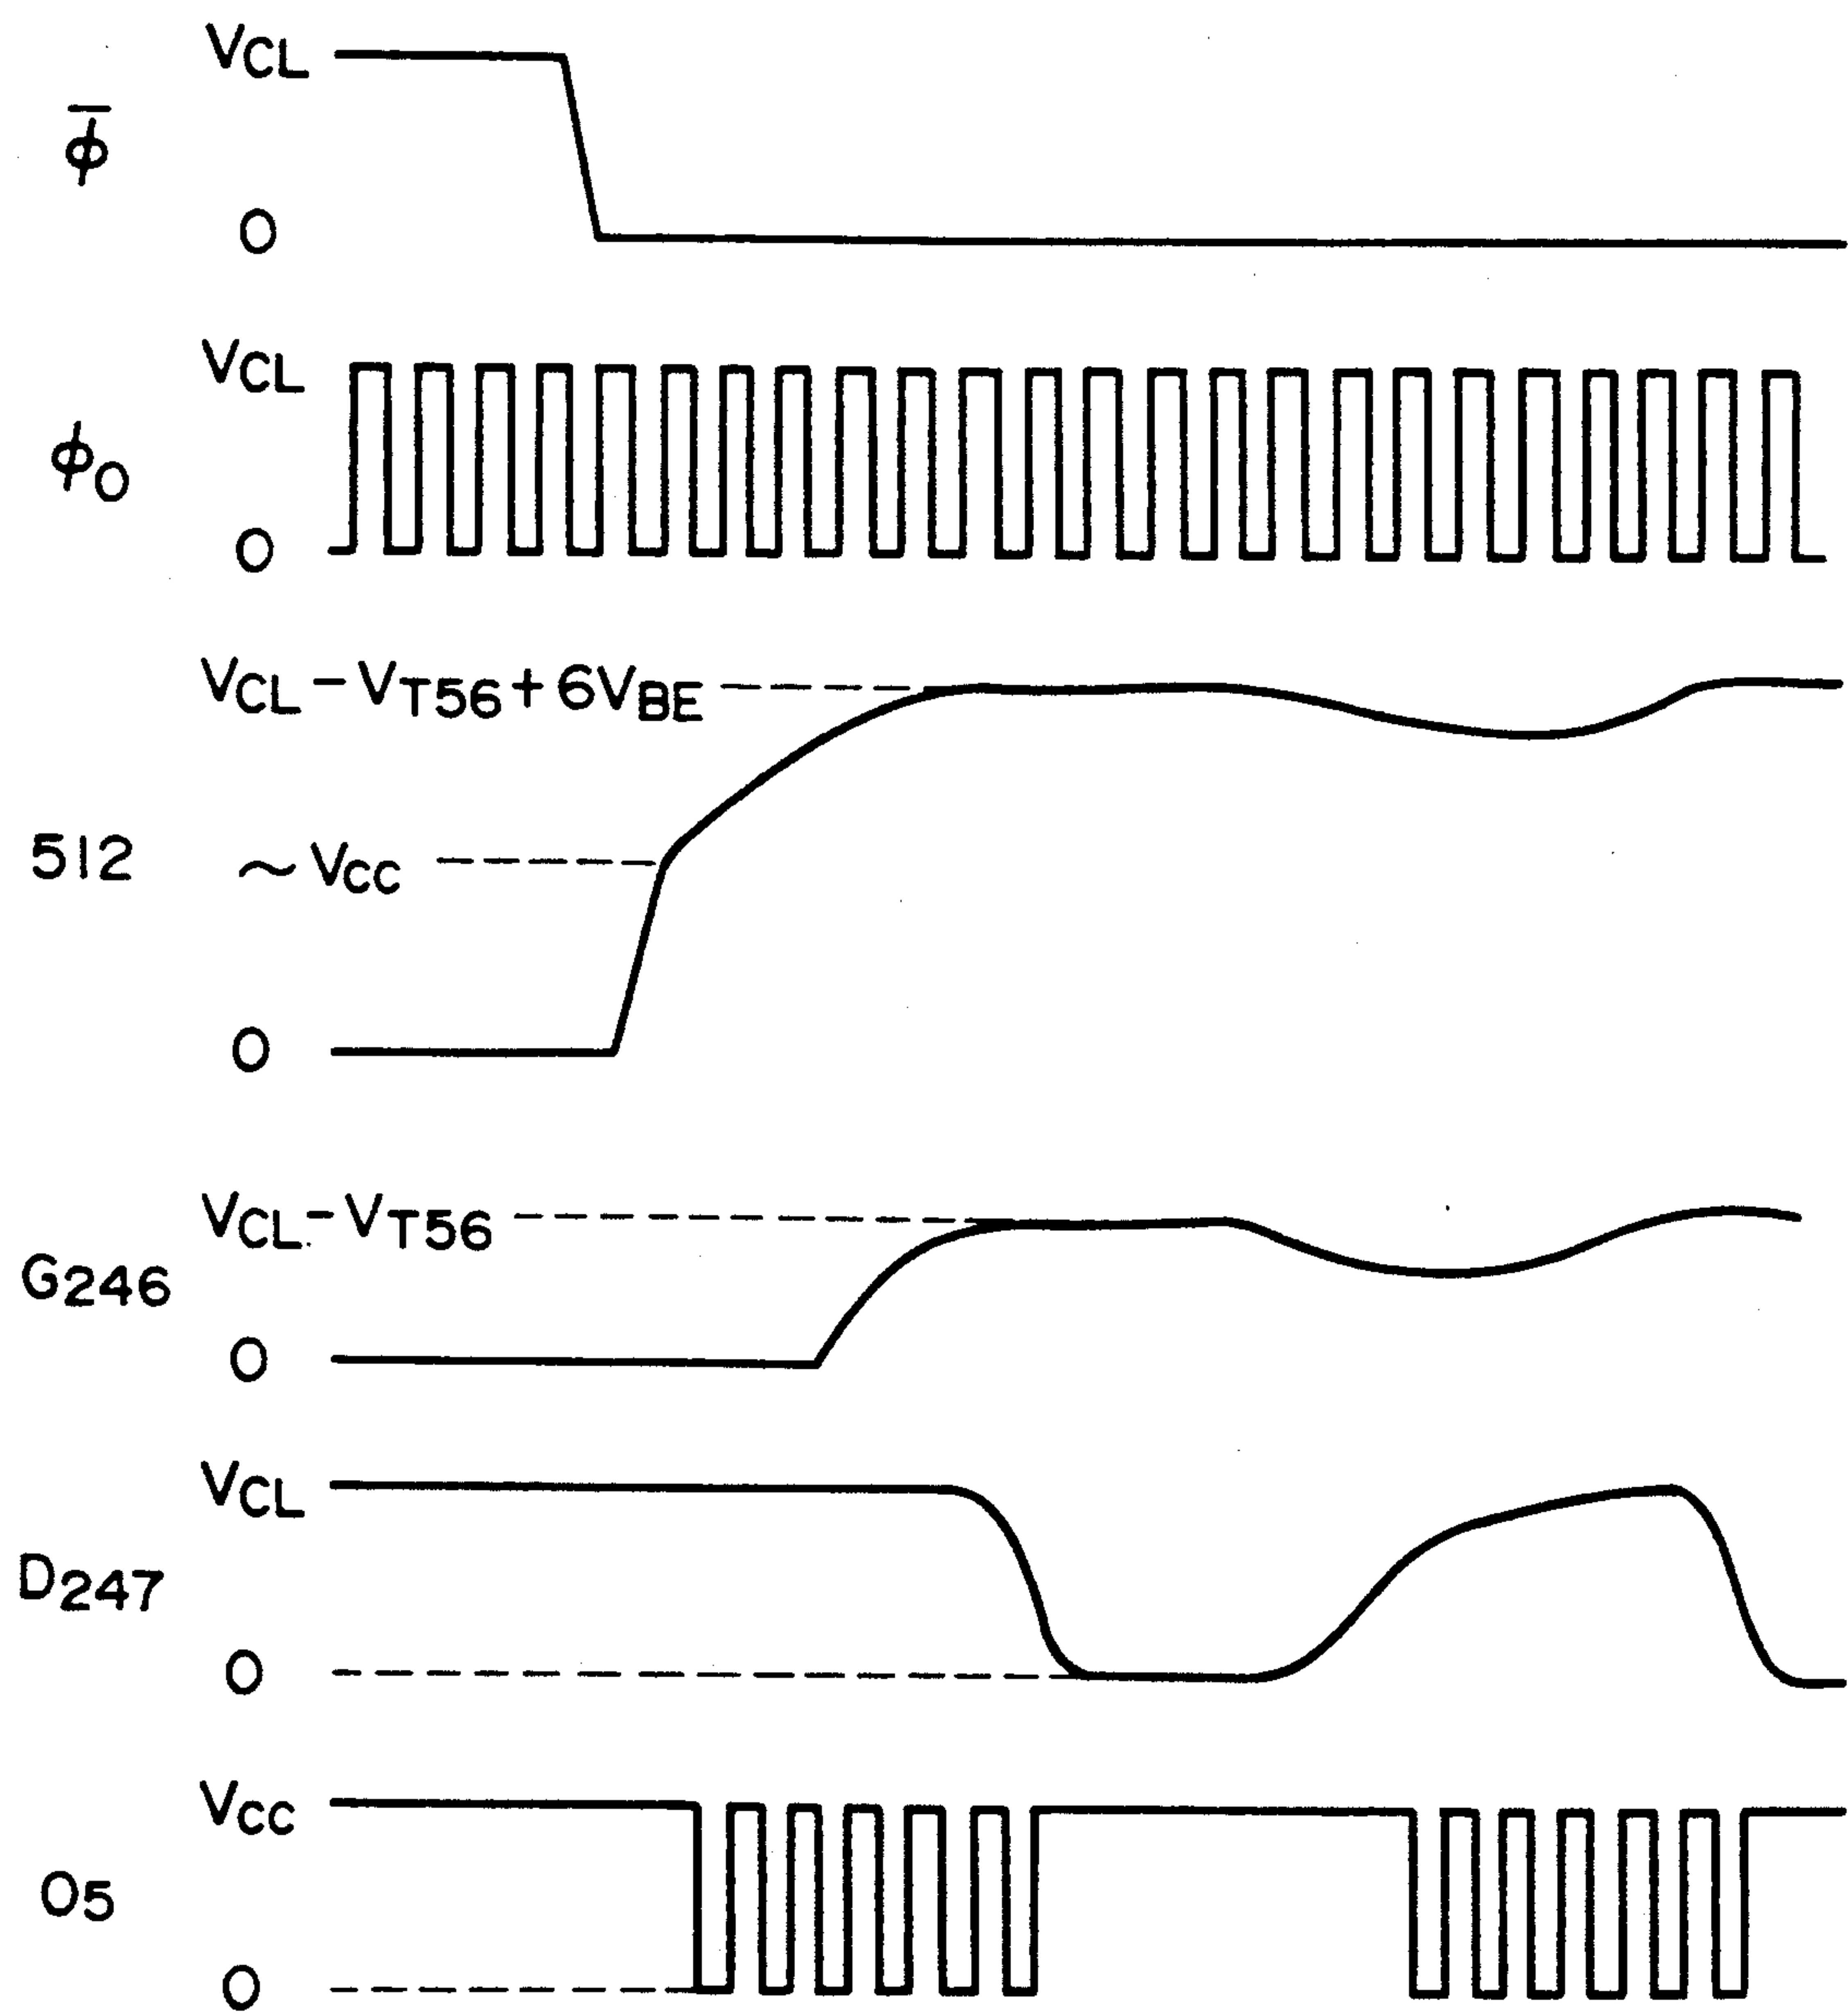 VCL
φ̄
0
VCL
φ0
0
VCL - VT56 + 6VBE
512 ~ VCC
0
VCL - VT56
G246
0
VCL
D247
0
VCC
O5
0